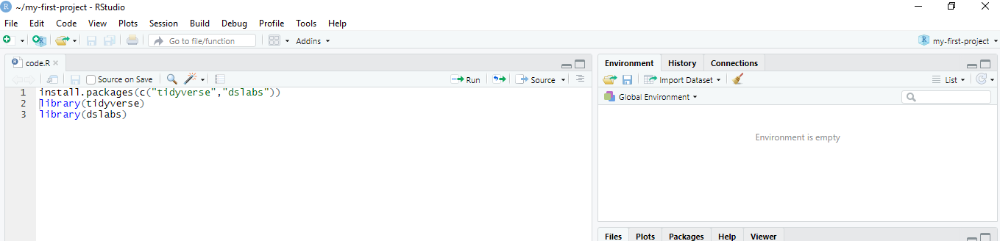 ~/my-first-project - RStudio
File Edit Code View Plots Session Build Debug Profile Tools Help
Go to file/function Addins my-first-project
code.R
Source on Save Run Source
1 install.packages(c("tidyverse","dslabs"))
2 library(tidyverse)
3 library(dslabs)
Environment History Connections
Import Dataset List
Global Environment
Environment is empty
Files Plots Packages Help Viewer